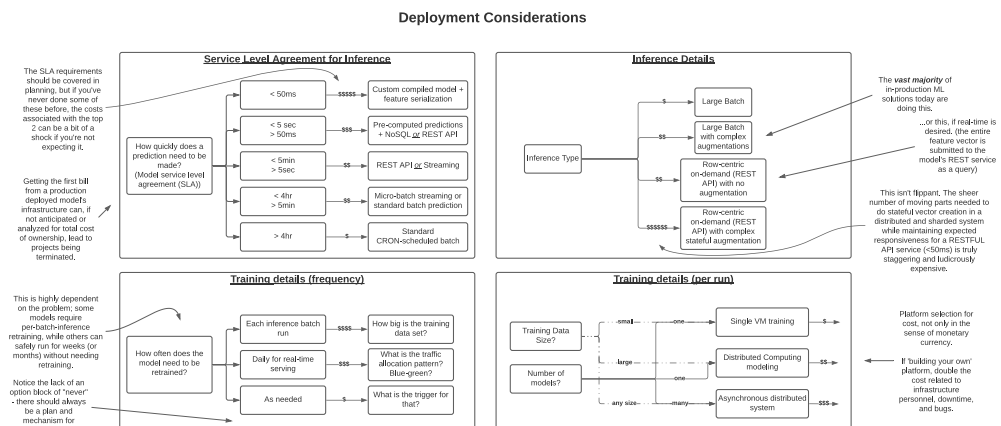 Deployment Considerations
The SLA requirements
should be covered in
planning, but if you've
never done some of
these before, the costs
associated with the top
2 can be a bit of a
shock if you're not
expecting it.
Getting the first bill
from a production
deployed model's
infrastructure can, if
not anticipated or
analyzed for total cost
of ownership, lead to
projects being
terminated.
Service Level Agreement for Inference
How quickly does a
prediction need to be
made?
(Model service level
agreement (SLA))
< 50ms
$$$$$
Custom compiled model +
feature serialization
< 5 sec
> 50ms
$$$
Pre-computed predictions
+ NoSQL or REST API
< 5min
> 5sec
$$
REST API or Streaming
< 4hr
> 5min
$$
Micro-batch streaming or
standard batch prediction
> 4hr
$
Standard
CRON-scheduled batch
Inference Details
Inference Type
$
Large Batch
$$
Large Batch
with complex
augmentations
$$
Row-centric
on-demand (REST
API) with no
augmentation
$$$$$$
Row-centric
on-demand (REST
API) with complex
stateful augmentation
The vast majority of
in-production ML
solutions today are
doing this.
...or this, if real-time is
desired. (the entire
feature vector is
submitted to the
model's REST service
as a query)
This isn't flippant. The sheer
number of moving parts needed
to do stateful vector creation in a
distributed and sharded system
while maintaining expected
responsiveness for a RESTFUL
API service (<50ms) is truly
staggering and ludicrously
expensive.
This is highly dependent
on the problem; some
models require
per-batch-inference
retraining, while others can
safely run for weeks (or
months) without needing
retraining.
Notice the lack of an
option block of "never"
- there should always
be a plan and
mechanism for
Training details (frequency)
How often does the
model need to be
retrained?
Each inference batch
run
$$$$
How big is the training
data set?
Daily for real-time
serving
$$$
What is the traffic
allocation pattern?
Blue-green?
As needed
$
What is the trigger for
that?
Training details (per run)
Training Data
Size?
Number of
models?
small
one
Single VM training
$
large
one
Distributed Computing
modeling
$$
any size
many
Asynchronous distributed
system
$$$
Platform selection for
cost, not only in the
sense of monetary
currency.
If 'building your own'
platform, double the
cost related to
infrastructure
personnel, downtime,
and bugs.